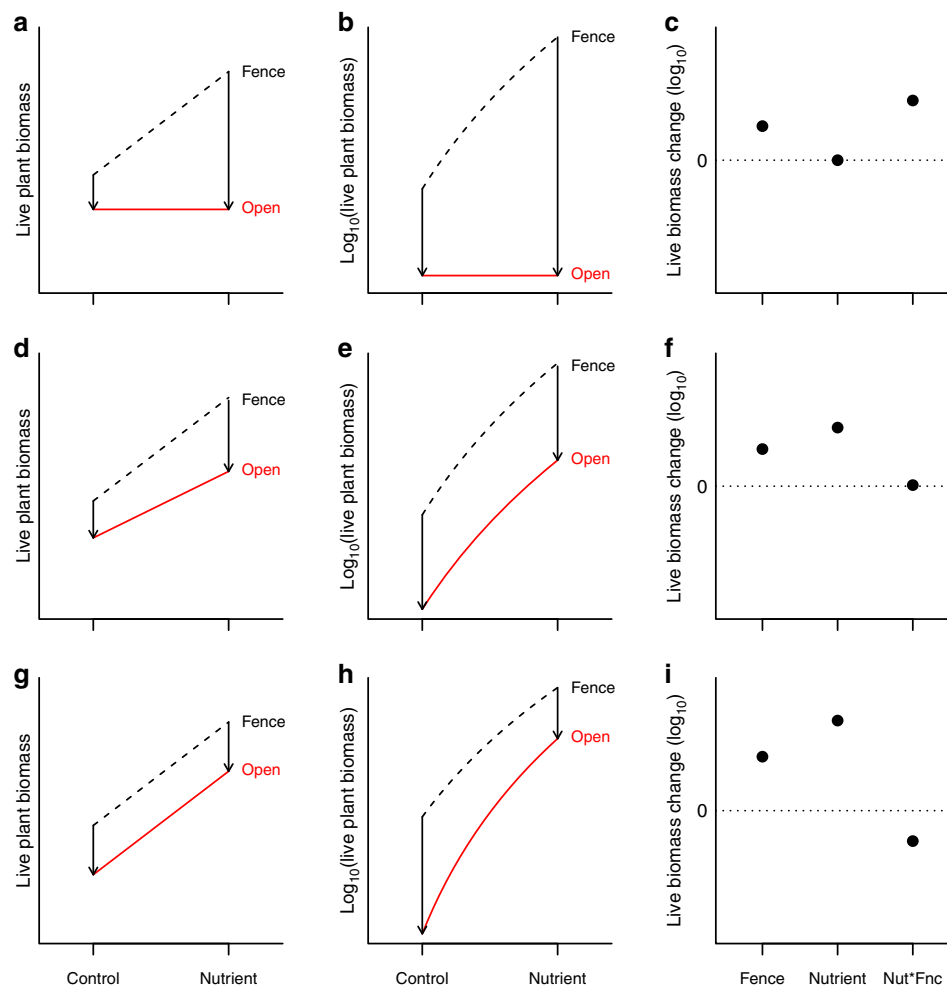 a
Live plant biomass
Fence
Open
b
Log₁₀(live plant biomass)
Fence
Open
c
Live biomass change (log₁₀)
0
d
Live plant biomass
Fence
Open
e
Log₁₀(live plant biomass)
Fence
Open
f
Live biomass change (log₁₀)
0
g
Live plant biomass
Fence
Open
Control
Nutrient
h
Log₁₀(live plant biomass)
Fence
Open
Control
Nutrient
i
Live biomass change (log₁₀)
0
Fence
Nutrient
Nut*Fnc